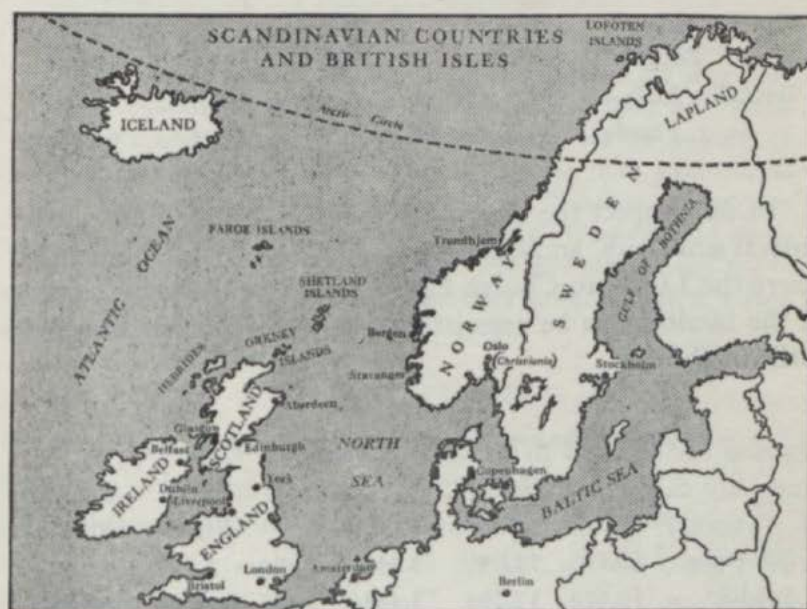 SCANDINAVIAN COUNTRIES
AND BRITISH ISLES
LOFOTEN
ISLANDS
LAPLAND
ICELAND
Arctic Circle
FAROE ISLANDS
ATLANTIC OCEAN
SHETLAND
ISLANDS
ORKNEY
ISLANDS
HEBRIDES
Trondhjem
NORWAY
SWEDEN
GULF OF BOTHNIA
Bergen
Oslo
(Christiania)
Stockholm
Stavanger
SCOTLAND
Aberdeen
Glasgow
Belfast
Edinburgh
NORTH
SEA
IRELAND
Dublin
Liverpool
York
ENGLAND
Copenhagen
BALTIC SEA
Bristol
London
Amsterdam
Berlin